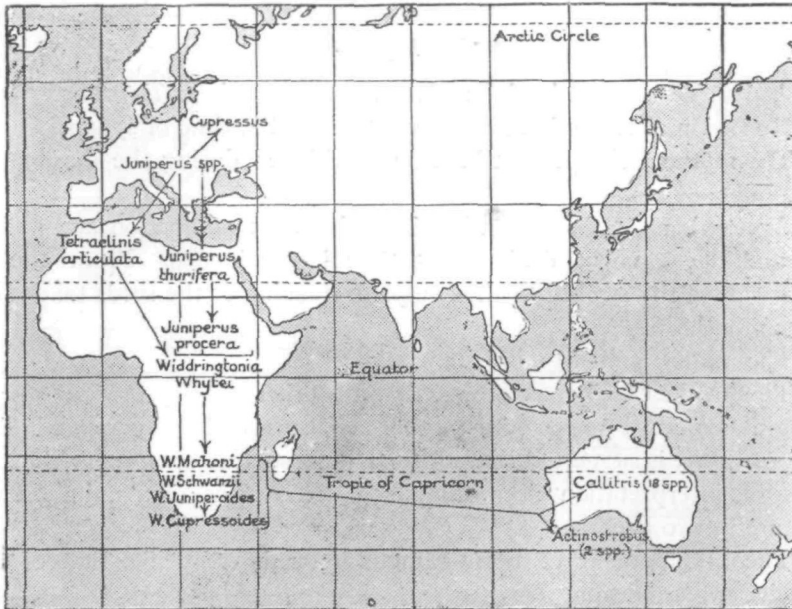 Arctic Circle
Cupressus
Juniperus spp.
Tetraclinis
articulata
Juniperus
thurifera
Juniperus
procera
Widdringtonia
Whytei
Equator
W. Mahoni
W. Schwarzii
W. Juniperoides
W. Cupressoides
Tropic of Capricorn
Callitris (18 spp.)
Actinostrobus
(2 spp.)